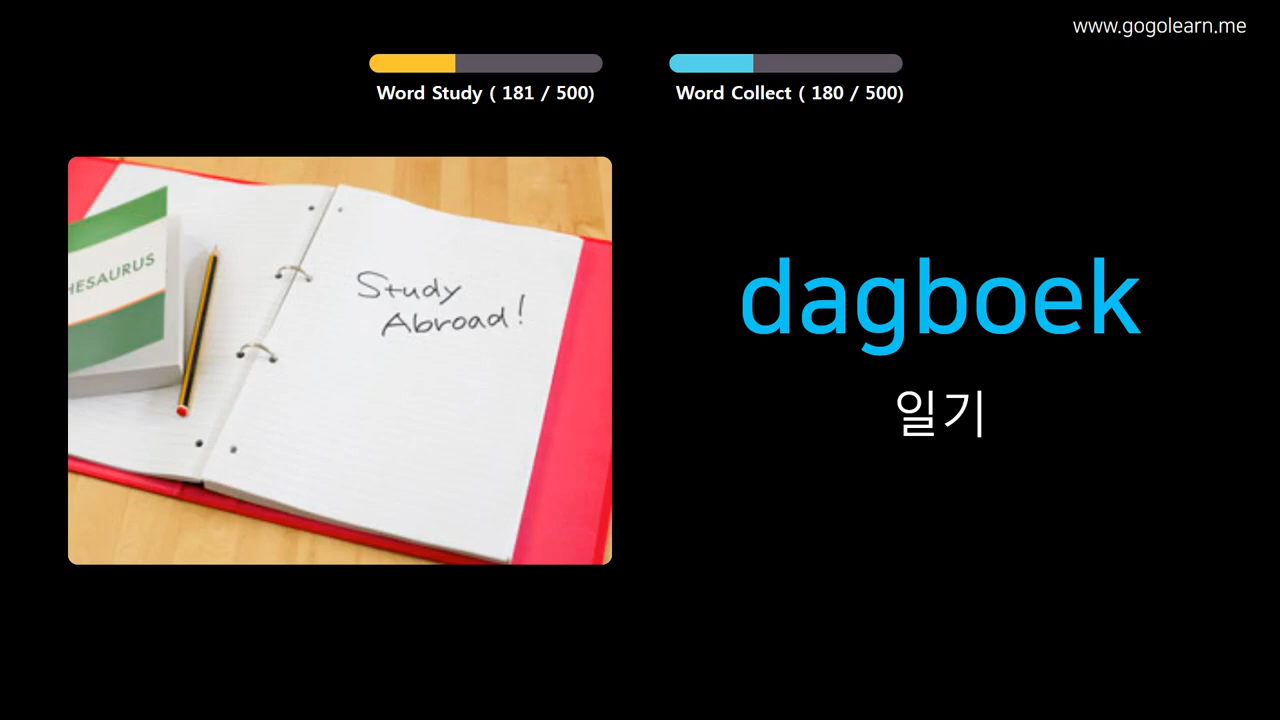 www.gogolearn.me
Word Study ( 181 / 500)
Word Collect ( 180 / 500)
HESAURUS
Study
Abroad!
dagboek
일기